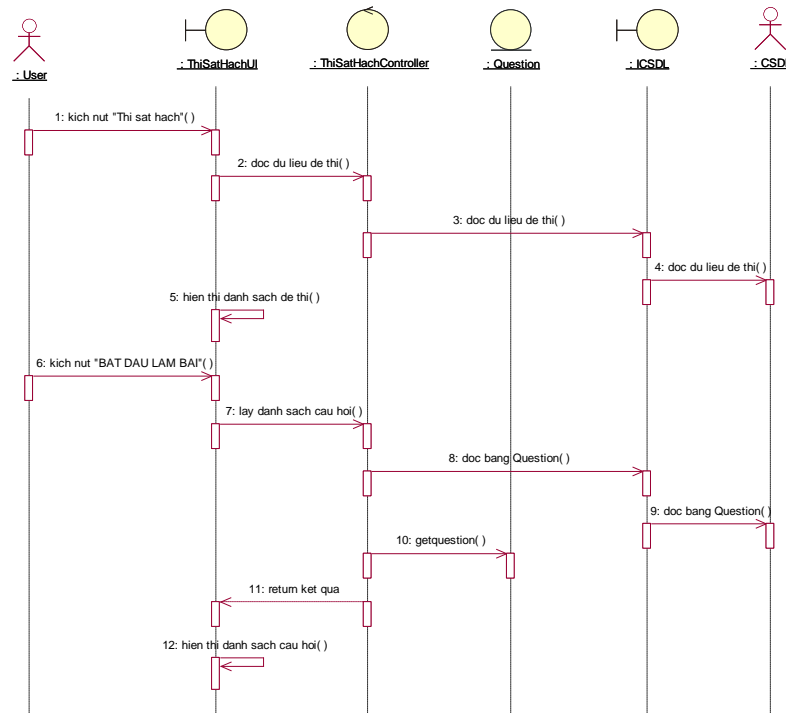 : User
: ThiSatHachUI
: ThiSatHachController
: Question
: ICSDL
: CSDL
1: kich nut "Thi sat hach"( )
2: doc du lieu de thi( )
3: doc du lieu de thi( )
4: doc du lieu de thi( )
5: hien thi danh sach de thi( )
6: kich nut "BAT DAU LAM BAI"( )
7: lay danh sach cau hoi( )
8: doc bang Question( )
9: doc bang Question( )
10: getquestion( )
11: return ket qua
12: hien thi danh sach cau hoi( )